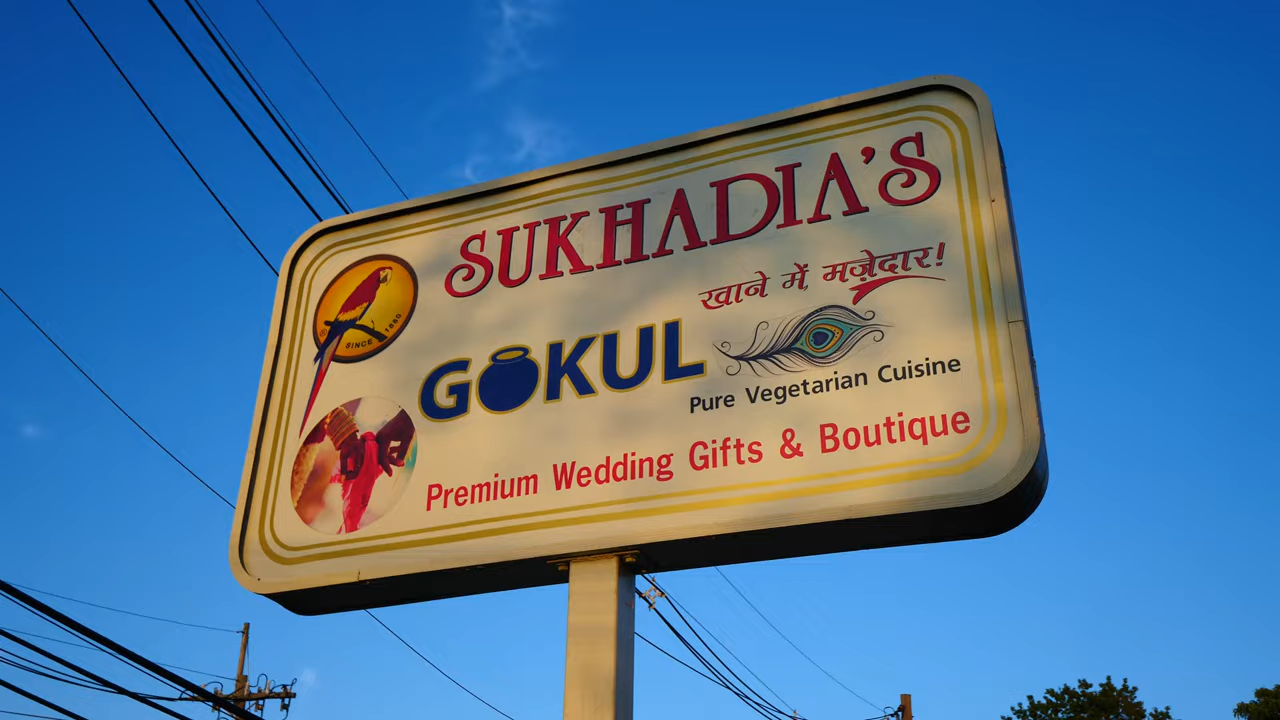 SUKHADIA'S
खाने में, मज़ेदार!
® SINCE 1880
GOKUL
Pure Vegetarian Cuisine
Premium Wedding Gifts & Boutique